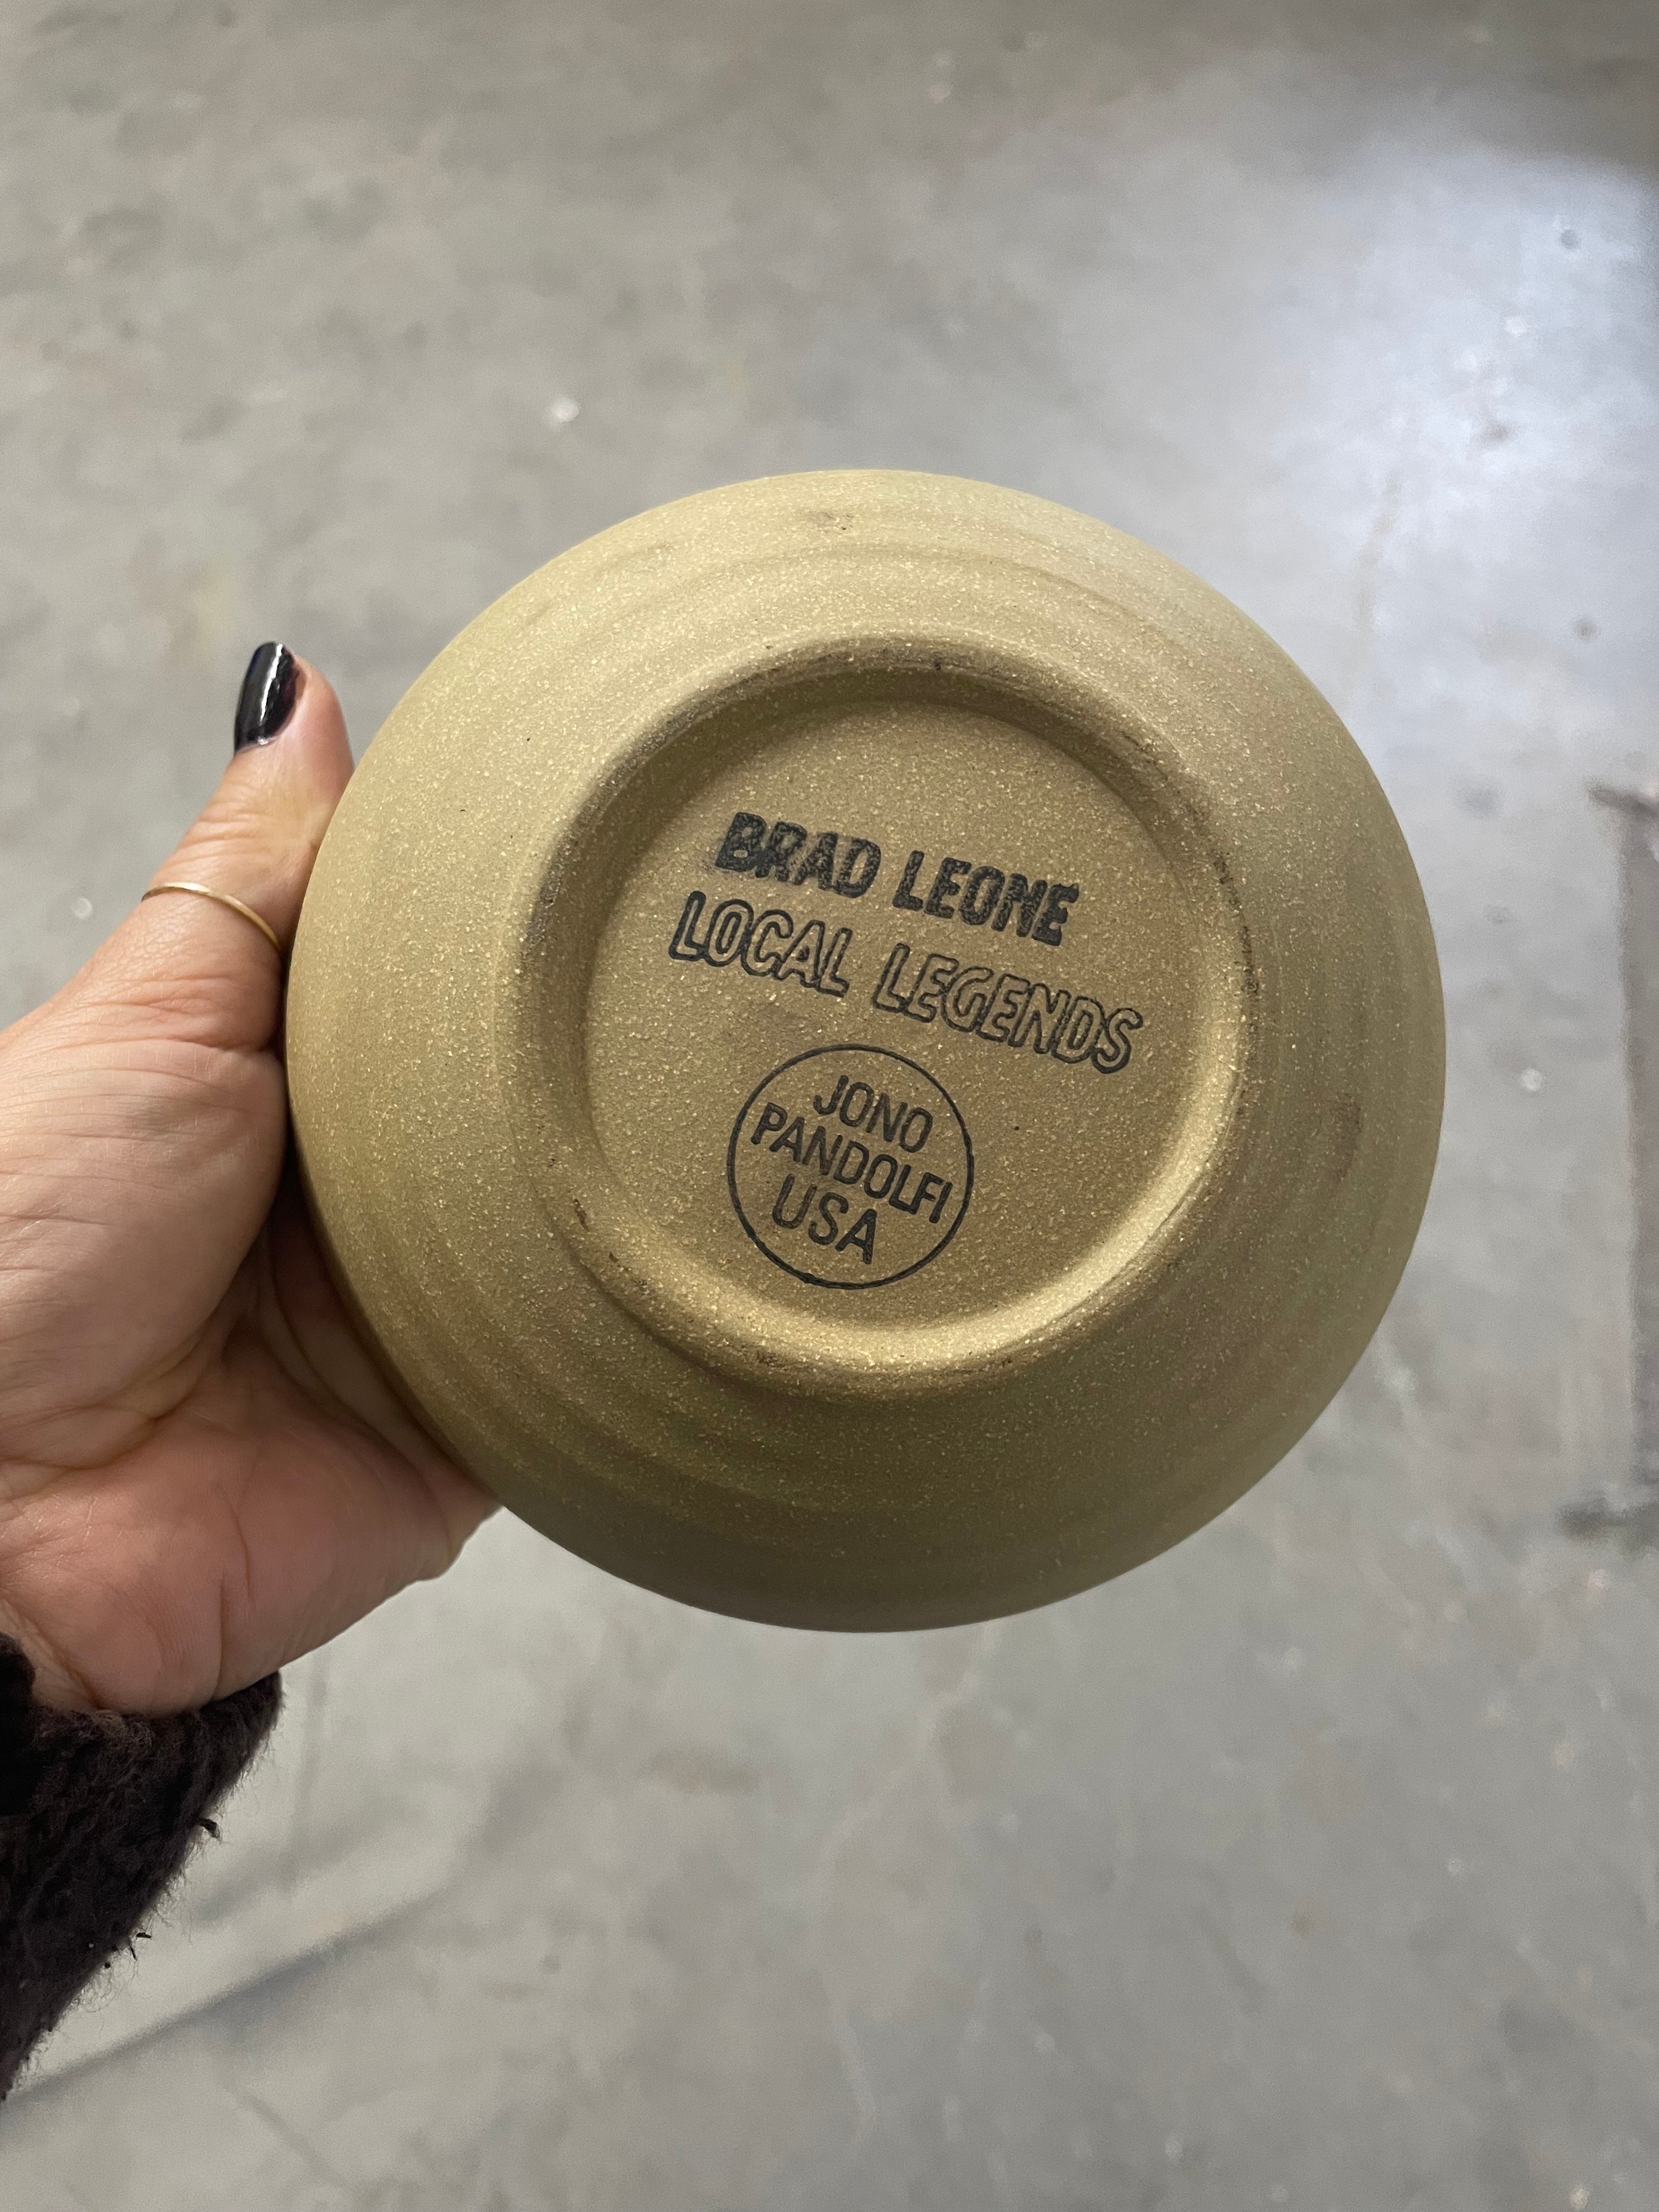 BRAD LEONE
LOCAL LEGENDS
JONO
PANDOLFI
USA